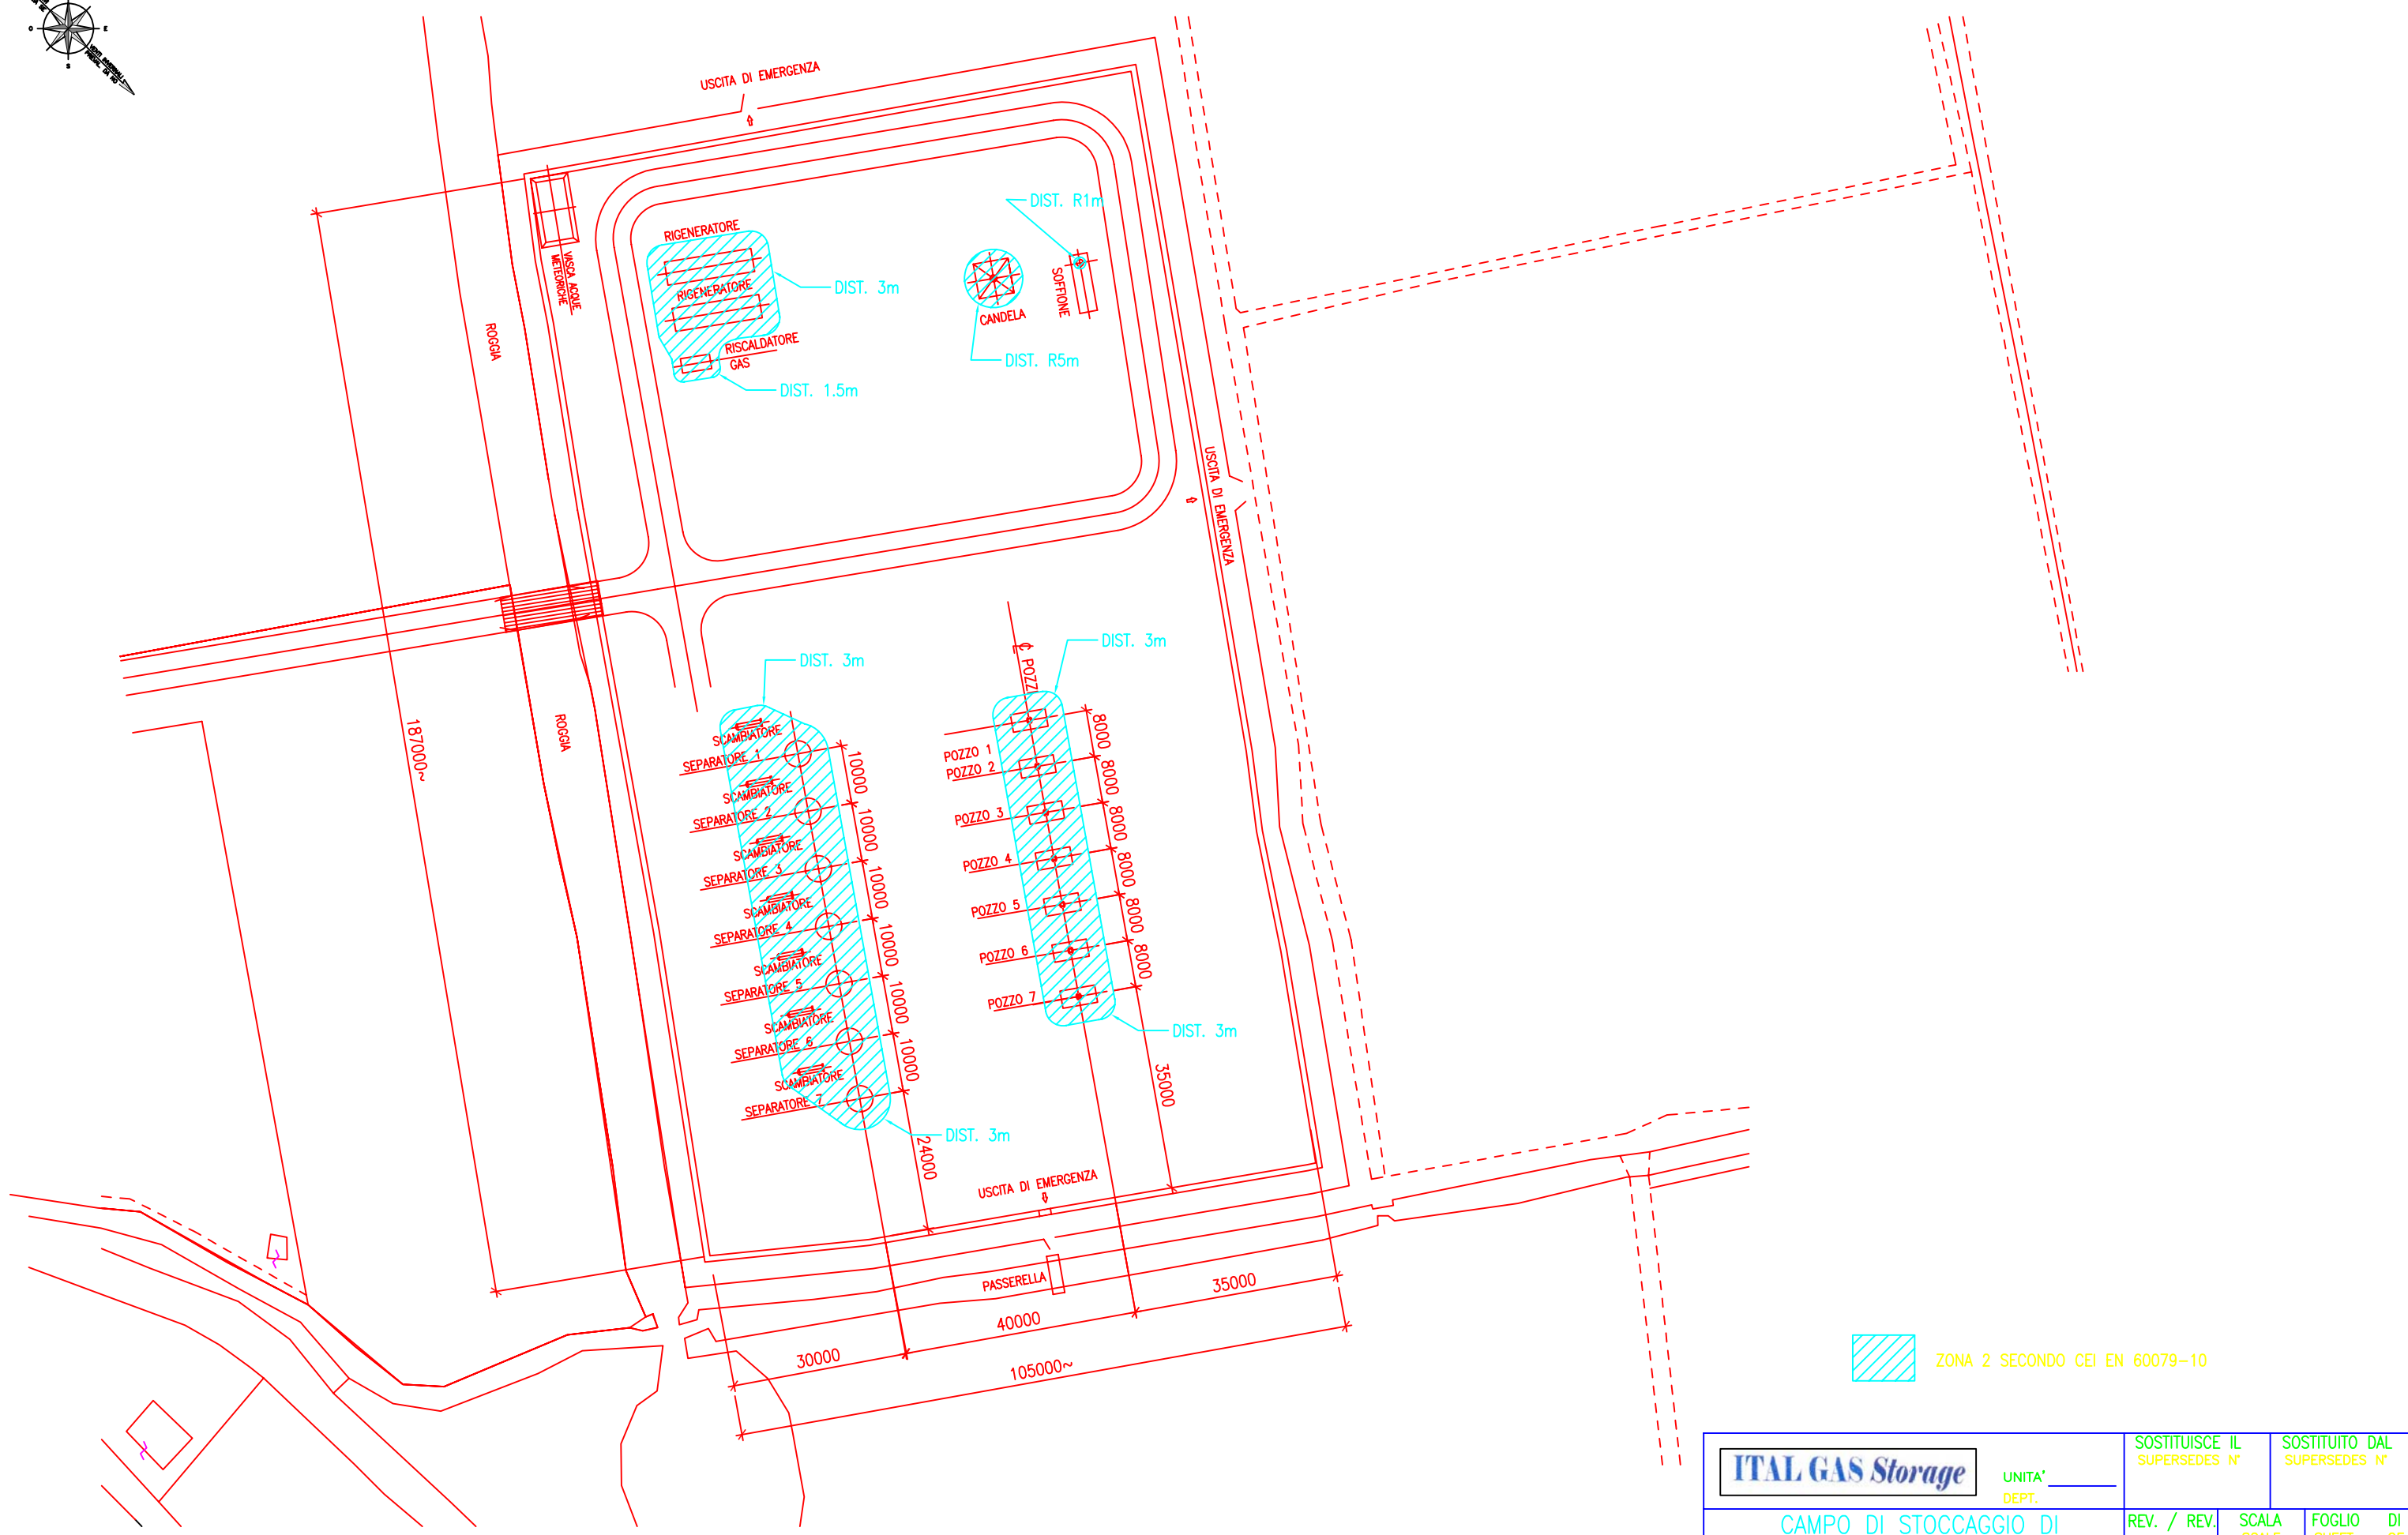 O
E
S
VENTI INVERNALI
PREVAL. DA NO
USCITA DI EMERGENZA
DIST. R1m
RIGENERATORE
VASCA ACQUE
METEORICHE
DIST. 3m
SOFFIONE
RIGENERATORE
CANDELA
ROGGIA
RISCALDATORE
GAS
DIST. R5m
DIST. 1.5m
USCITA DI EMERGENZA
DIST. 3m
DIST. 3m
POZZI
187000~
ROGGIA
SCAMBIATORE
SEPARATORE 1
SCAMBIATORE
SEPARATORE 2
SCAMBIATORE
SEPARATORE 3
SCAMBIATORE
SEPARATORE 4
SCAMBIATORE
SEPARATORE 5
SCAMBIATORE
SEPARATORE 6
SCAMBIATORE
SEPARATORE 7
10000
10000
10000
10000
10000
10000
24000
POZZO 1
POZZO 2
POZZO 3
POZZO 4
POZZO 5
POZZO 6
POZZO 7
8000
8000
8000
8000
8000
8000
35000
DIST. 3m
DIST. 3m
USCITA DI EMERGENZA
PASSERELLA
30000
40000
35000
105000~
ZONA 2 SECONDO CEI EN 60079-10
ITAL GAS Storage
UNITA'
DEPT.
SOSTITUISCE IL
SUPERSEDES N°
SOSTITUITO DAL
SUPERSEDES N°
CAMPO DI STOCCAGGIO DI
REV. / REV.
SCALA
FOGLIO DI